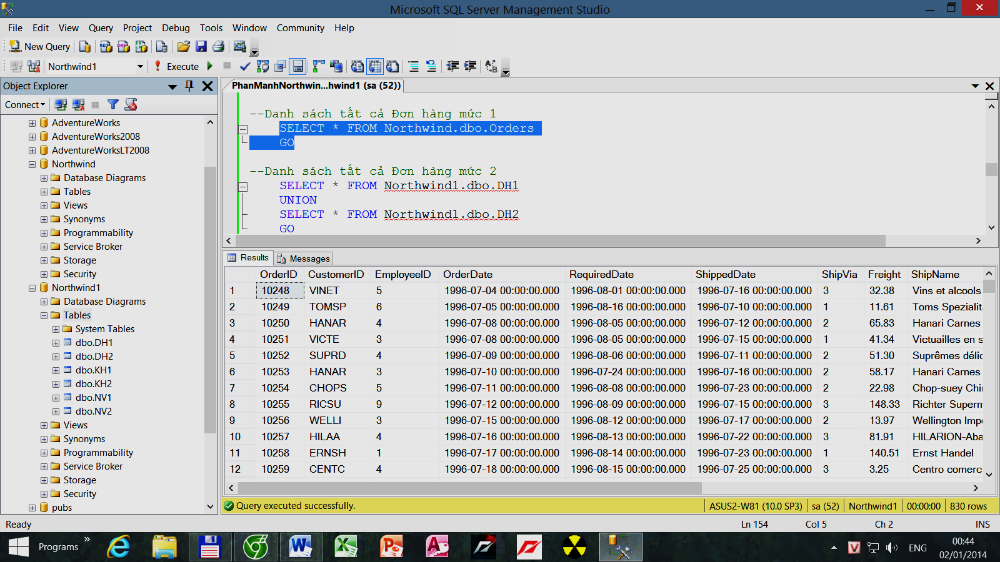 Microsoft SQL Server Management Studio
File Edit View Query Project Debug Tools Window Community Help
New Query
Northwind1 Execute
Object Explorer
Connect
AdventureWorks
AdventureWorks2008
AdventureWorksLT2008
Northwind
Database Diagrams
Tables
Views
Synonyms
Programmability
Service Broker
Storage
Security
Northwind1
Database Diagrams
Tables
System Tables
dbo.DH1
dbo.DH2
dbo.KH1
dbo.KH2
dbo.NV1
dbo.NV2
Views
Synonyms
Programmability
Service Broker
Storage
Security
pubs
PhanManhNorthwin...hwind1 (sa (52))
--Danh sách tất cả Đơn hàng mức 1
SELECT * FROM Northwind.dbo.Orders
GO
--Danh sách tất cả Đơn hàng mức 2
SELECT * FROM Northwind1.dbo.DH1
UNION
SELECT * FROM Northwind1.dbo.DH2
GO
Results Messages
OrderID CustomerID EmployeeID OrderDate RequiredDate ShippedDate ShipVia Freight ShipName
1 10248 VINET 5 1996-07-04 00:00:00.000 1996-08-01 00:00:00.000 1996-07-16 00:00:00.000 3 32.38 Vins et alcools
2 10249 TOMSP 6 1996-07-05 00:00:00.000 1996-08-16 00:00:00.000 1996-07-10 00:00:00.000 1 11.61 Toms Spezialit
3 10250 HANAR 4 1996-07-08 00:00:00.000 1996-08-05 00:00:00.000 1996-07-12 00:00:00.000 2 65.83 Hanari Carnes
4 10251 VICTE 3 1996-07-08 00:00:00.000 1996-08-05 00:00:00.000 1996-07-15 00:00:00.000 1 41.34 Victuailles en s
5 10252 SUPRD 4 1996-07-09 00:00:00.000 1996-08-06 00:00:00.000 1996-07-11 00:00:00.000 2 51.30 Suprêmes délic
6 10253 HANAR 3 1996-07-10 00:00:00.000 1996-07-24 00:00:00.000 1996-07-16 00:00:00.000 2 58.17 Hanari Carnes
7 10254 CHOPS 5 1996-07-11 00:00:00.000 1996-08-08 00:00:00.000 1996-07-23 00:00:00.000 2 22.98 Chop-suey Chi
8 10255 RICSU 9 1996-07-12 00:00:00.000 1996-08-09 00:00:00.000 1996-07-15 00:00:00.000 3 148.33 Richter Superm
9 10256 WELLI 3 1996-07-15 00:00:00.000 1996-08-12 00:00:00.000 1996-07-17 00:00:00.000 2 13.97 Wellington Imp
10 10257 HILAA 4 1996-07-16 00:00:00.000 1996-08-13 00:00:00.000 1996-07-22 00:00:00.000 3 81.91 HILARION-Aba
11 10258 ERNSH 1 1996-07-17 00:00:00.000 1996-08-14 00:00:00.000 1996-07-23 00:00:00.000 1 140.51 Ernst Handel
12 10259 CENTC 4 1996-07-18 00:00:00.000 1996-08-15 00:00:00.000 1996-07-25 00:00:00.000 3 3.25 Centro comerc
Query executed successfully. ASUS2-W81 (10.0 SP3) sa (52) Northwind1 00:00:00 830 rows
Ready Ln 154 Col 5 Ch 2 INS
Programs ENG 00:44
02/01/2014